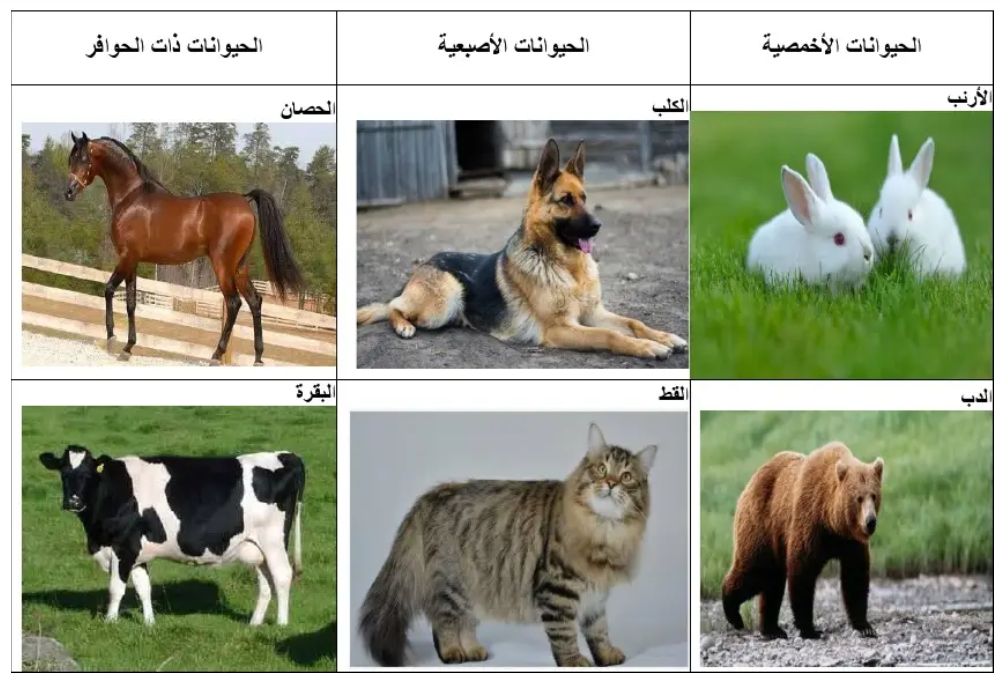 الحيوانات الأخمصية
الحيوانات الأصبعية
الحيوانات ذات الحوافر
الأرنب
الكلب
الحصان
الدب
القط
البقرة